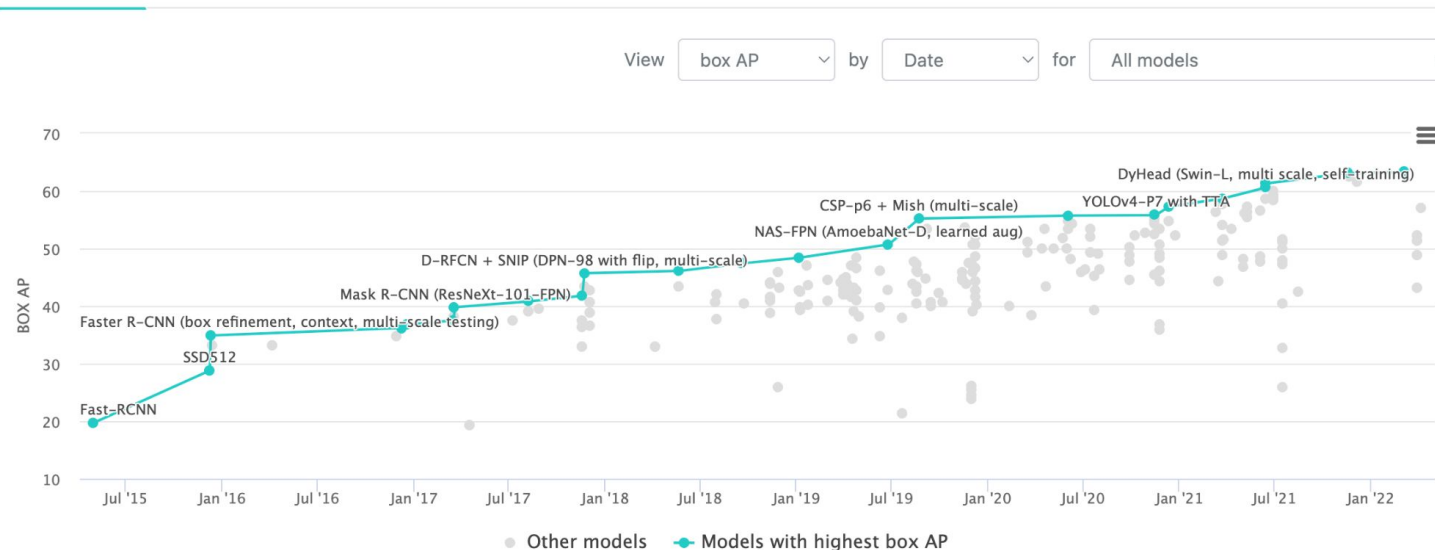 View box AP by Date for All models
70
60
50
40
30
20
10
BOX AP
DyHead (Swin-L, multi scale, self-training)
YOLOv4-P7 with TTA
CSP-p6 + Mish (multi-scale)
NAS-FPN (AmoebaNet-D, learned aug)
D-RFCN + SNIP (DPN-98 with flip, multi-scale)
Mask R-CNN (ResNeXt-101-FPN)
Faster R-CNN (box refinement, context, multi-scale testing)
SSD512
Fast-RCNN
Jul '15 Jan '16 Jul '16 Jan '17 Jul '17 Jan '18 Jul '18 Jan '19 Jul '19 Jan '20 Jul '20 Jan '21 Jul '21 Jan '22
Other models Models with highest box AP